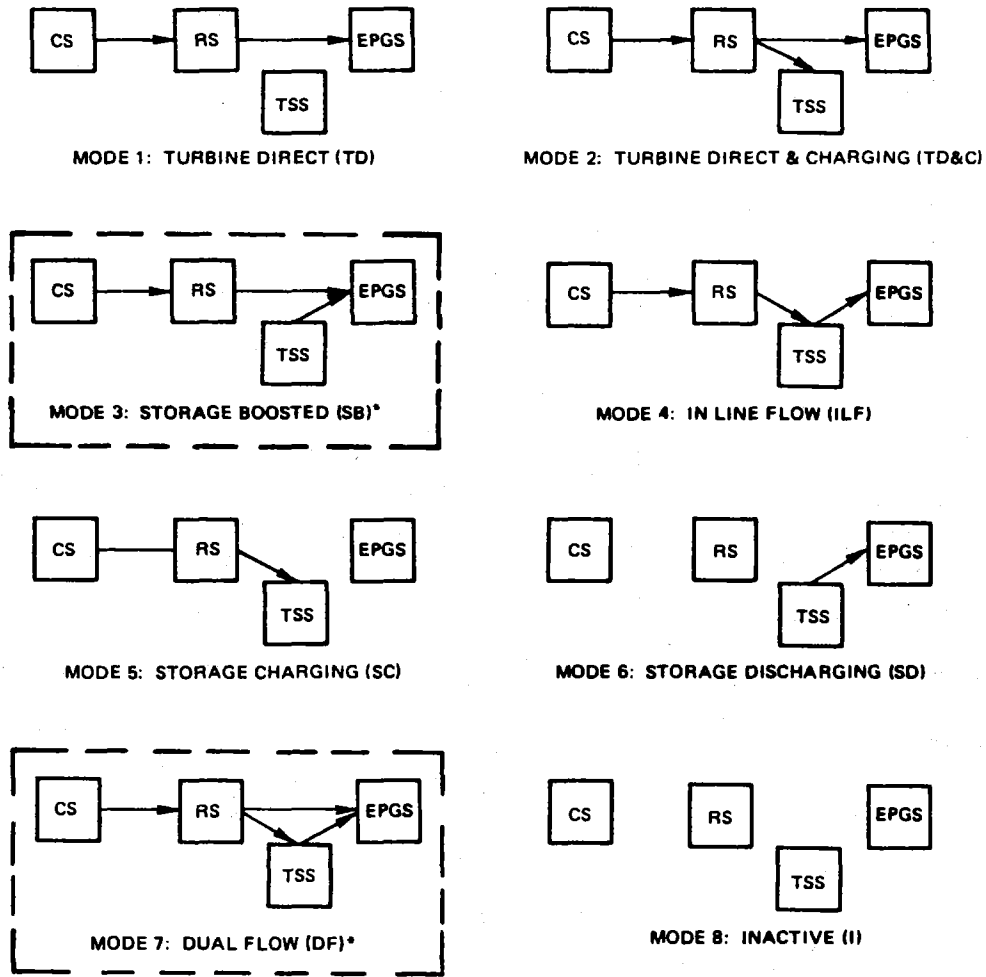 CS RS EPGS
TSS
MODE 1: TURBINE DIRECT (TD)
CS RS EPGS
TSS
MODE 2: TURBINE DIRECT & CHARGING (TD&C)
CS RS EPGS
TSS
MODE 3: STORAGE BOOSTED (SB)*
CS RS EPGS
TSS
MODE 4: IN LINE FLOW (ILF)
CS RS EPGS
TSS
MODE 5: STORAGE CHARGING (SC)
CS RS EPGS
TSS
MODE 6: STORAGE DISCHARGING (SD)
CS RS EPGS
TSS
MODE 7: DUAL FLOW (DF)*
CS RS EPGS
TSS
MODE 8: INACTIVE (I)